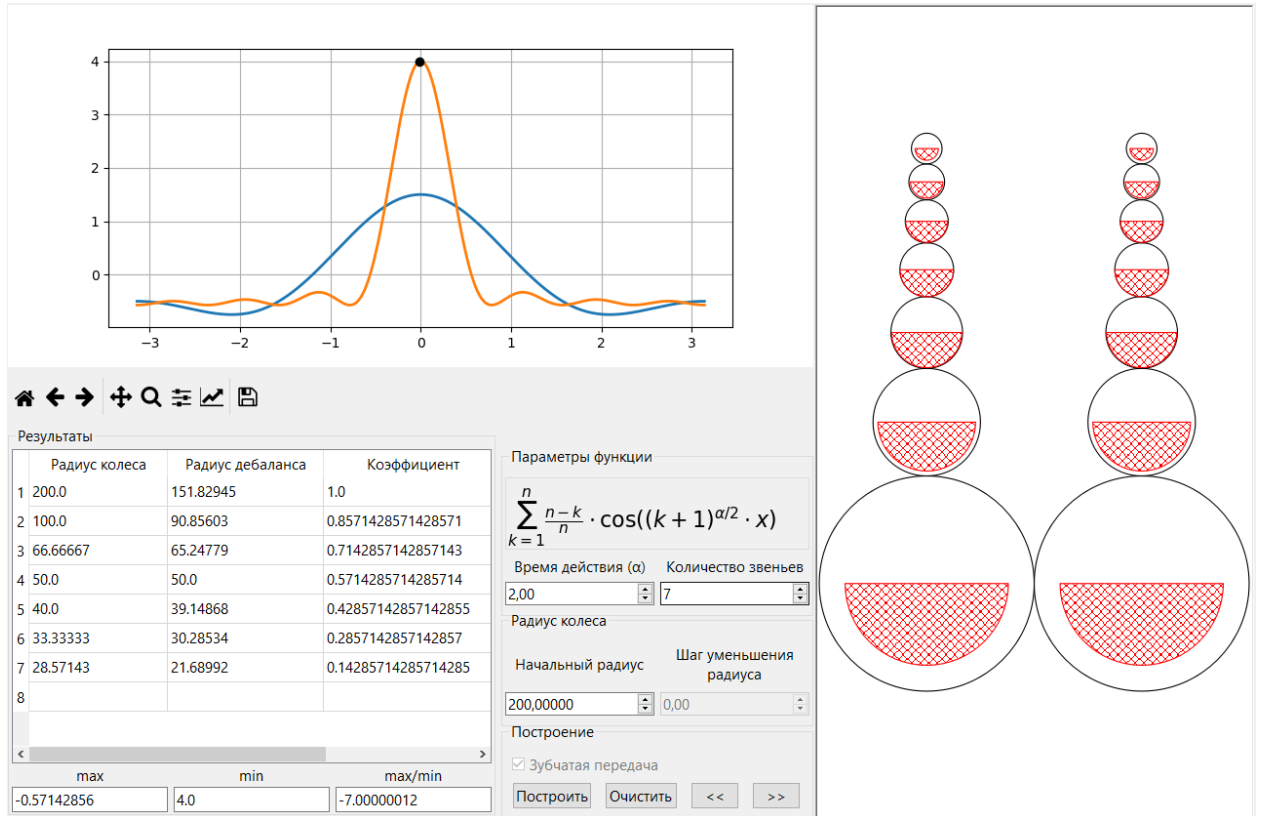 4
3
2
1
0
−3 −2 −1 0 1 2 3
Результаты
Радиус колеса Радиус дебаланса Коэффициент
1 200.0 151.82945 1.0
2 100.0 90.85603 0.8571428571428571
3 66.66667 65.24779 0.7142857142857143
4 50.0 50.0 0.5714285714285714
5 40.0 39.14868 0.42857142857142855
6 33.33333 30.28534 0.2857142857142857
7 28.57143 21.68992 0.14285714285714285
8
max min max/min
-0.57142856 4.0 -7.00000012
Параметры функции
n
∑ n − k / n · cos((k + 1)^{α/2} · x)
k = 1
Время действия (α) Количество звеньев
2,00 7
Радиус колеса
Начальный радиус Шаг уменьшения
радиуса
200,00000 0,00
Построение
Зубчатая передача
Построить Очистить << >>